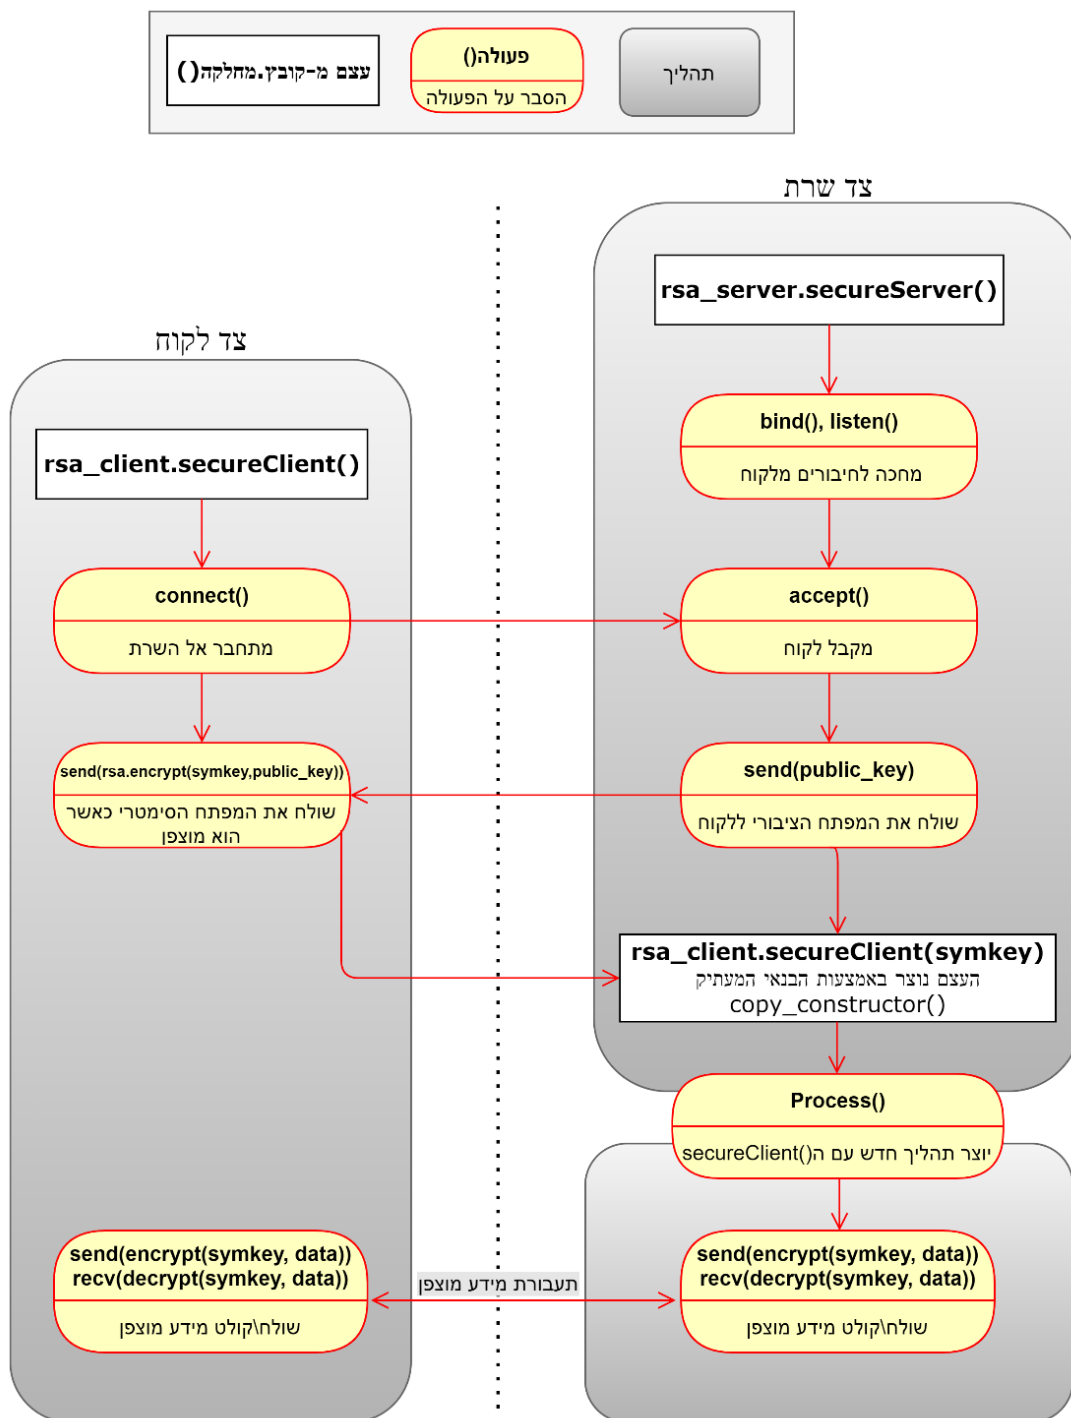 עצם מ-קובץ.מחלקה()
פעולה()
הסבר על הפעולה
תהליך
צד שרת
rsa_server.secureServer()
bind(), listen()
מחכה לחיבורים מלקוח
accept()
מקבל לקוח
send(public_key)
שולח את המפתח הציבורי ללקוח
rsa_client.secureClient(symkey)
העצם נוצר באמצעות הבנאי המעתיק
copy_constructor()
Process()
יוצר תהליך חדש עם הsecureClient()
send(encrypt(symkey, data))
recv(decrypt(symkey, data))
שולח\קולט מידע מוצפן
צד לקוח
rsa_client.secureClient()
connect()
מתחבר אל השרת
send(rsa.encrypt(symkey,public_key))
שולח את המפתח הסימטרי כאשר
הוא מוצפן
send(encrypt(symkey, data))
recv(decrypt(symkey, data))
שולח\קולט מידע מוצפן
תעבורת מידע מוצפן